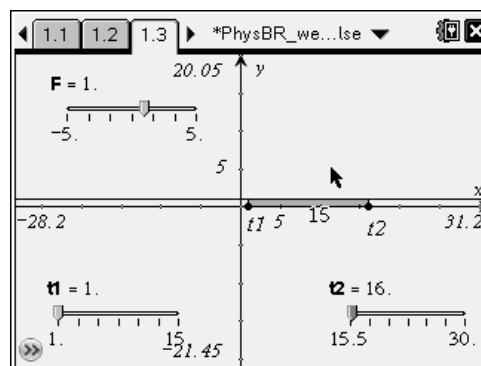 1.1 1.2 1.3 *PhysBR_we...lse
F = 1.
-5. 5.
20.05 y
5
x
-28.2 t1 5 15 t2 31.2
t1 = 1.
1. 15.
-21.45
t2 = 16.
15.5 30.